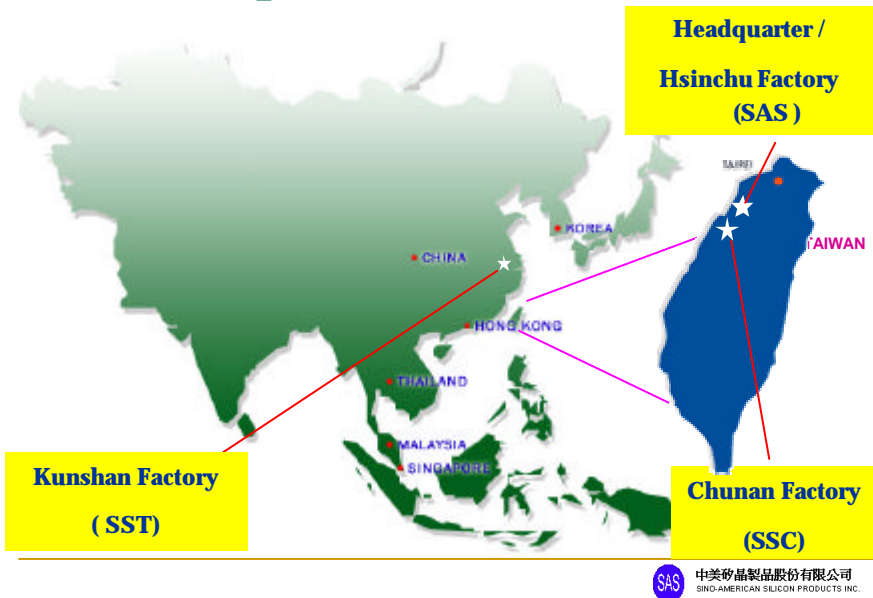 Headquarter /
Hsinchu Factory
(SAS )
TAIPEI
TAIWAN
KOREA
CHINA
HONG KONG
THAILAND
MALAYSIA
SINGAPORE
Kunshan Factory
( SST)
Chunan Factory
(SSC)
SAS
中美矽晶製品股份有限公司
SINO-AMERICAN SILICON PRODUCTS INC.